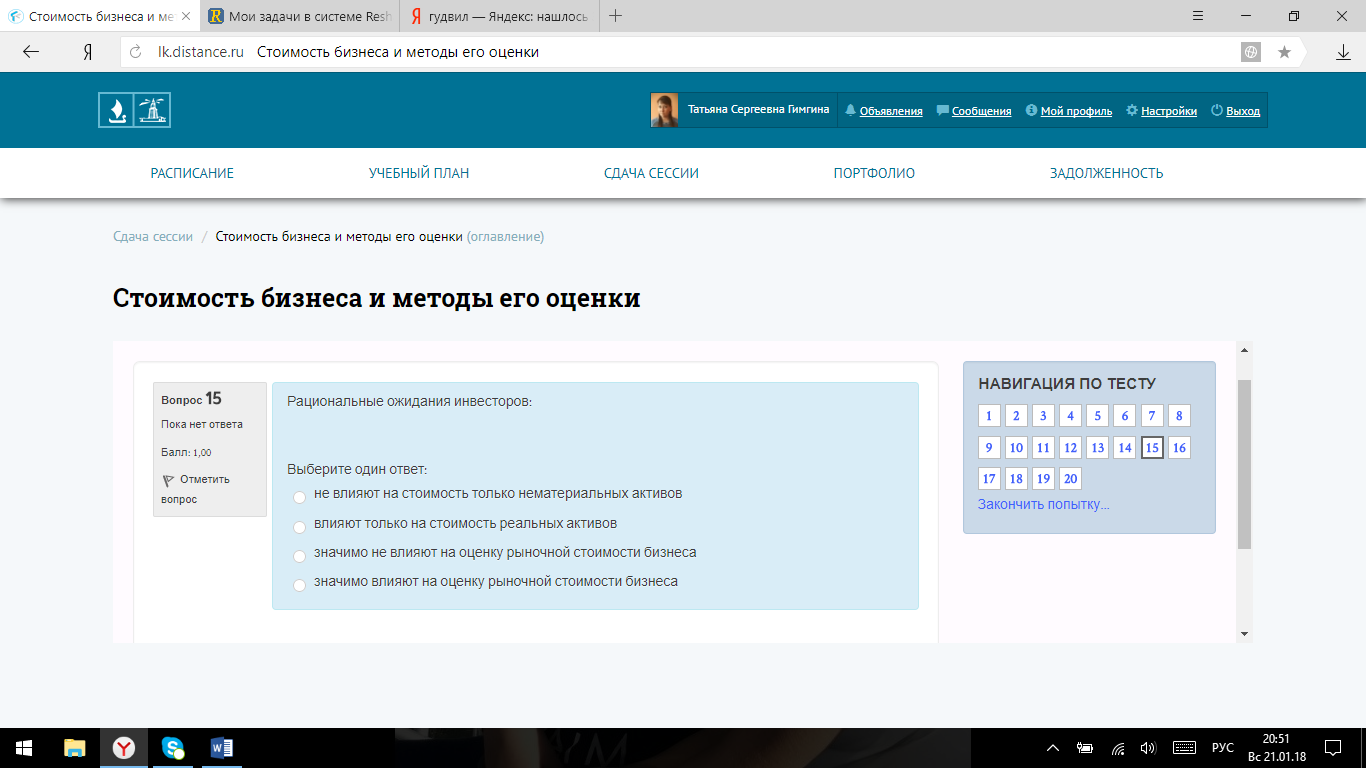 Стоимость бизнеса и ме
Мои задачи в системе Resh
гудвил — Яндекс: нашлось
lk.distance.ru Стоимость бизнеса и методы его оценки
Татьяна Сергеевна Гимгина Объявления Сообщения Мой профиль Настройки Выход
РАСПИСАНИЕ УЧЕБНЫЙ ПЛАН СДАЧА СЕССИИ ПОРТФОЛИО ЗАДОЛЖЕННОСТЬ
Сдача сессии / Стоимость бизнеса и методы его оценки (оглавление)
Стоимость бизнеса и методы его оценки
Вопрос 15
Пока нет ответа
Балл: 1,00
Отметить
вопрос
Рациональные ожидания инвесторов:
Выберите один ответ:
не влияют на стоимость только нематериальных активов
влияют только на стоимость реальных активов
значимо не влияют на оценку рыночной стоимости бизнеса
значимо влияют на оценку рыночной стоимости бизнеса
НАВИГАЦИЯ ПО ТЕСТУ
1 2 3 4 5 6 7 8
9 10 11 12 13 14 15 16
17 18 19 20
Закончить попытку...
РУС
20:51
Вс 21.01.18